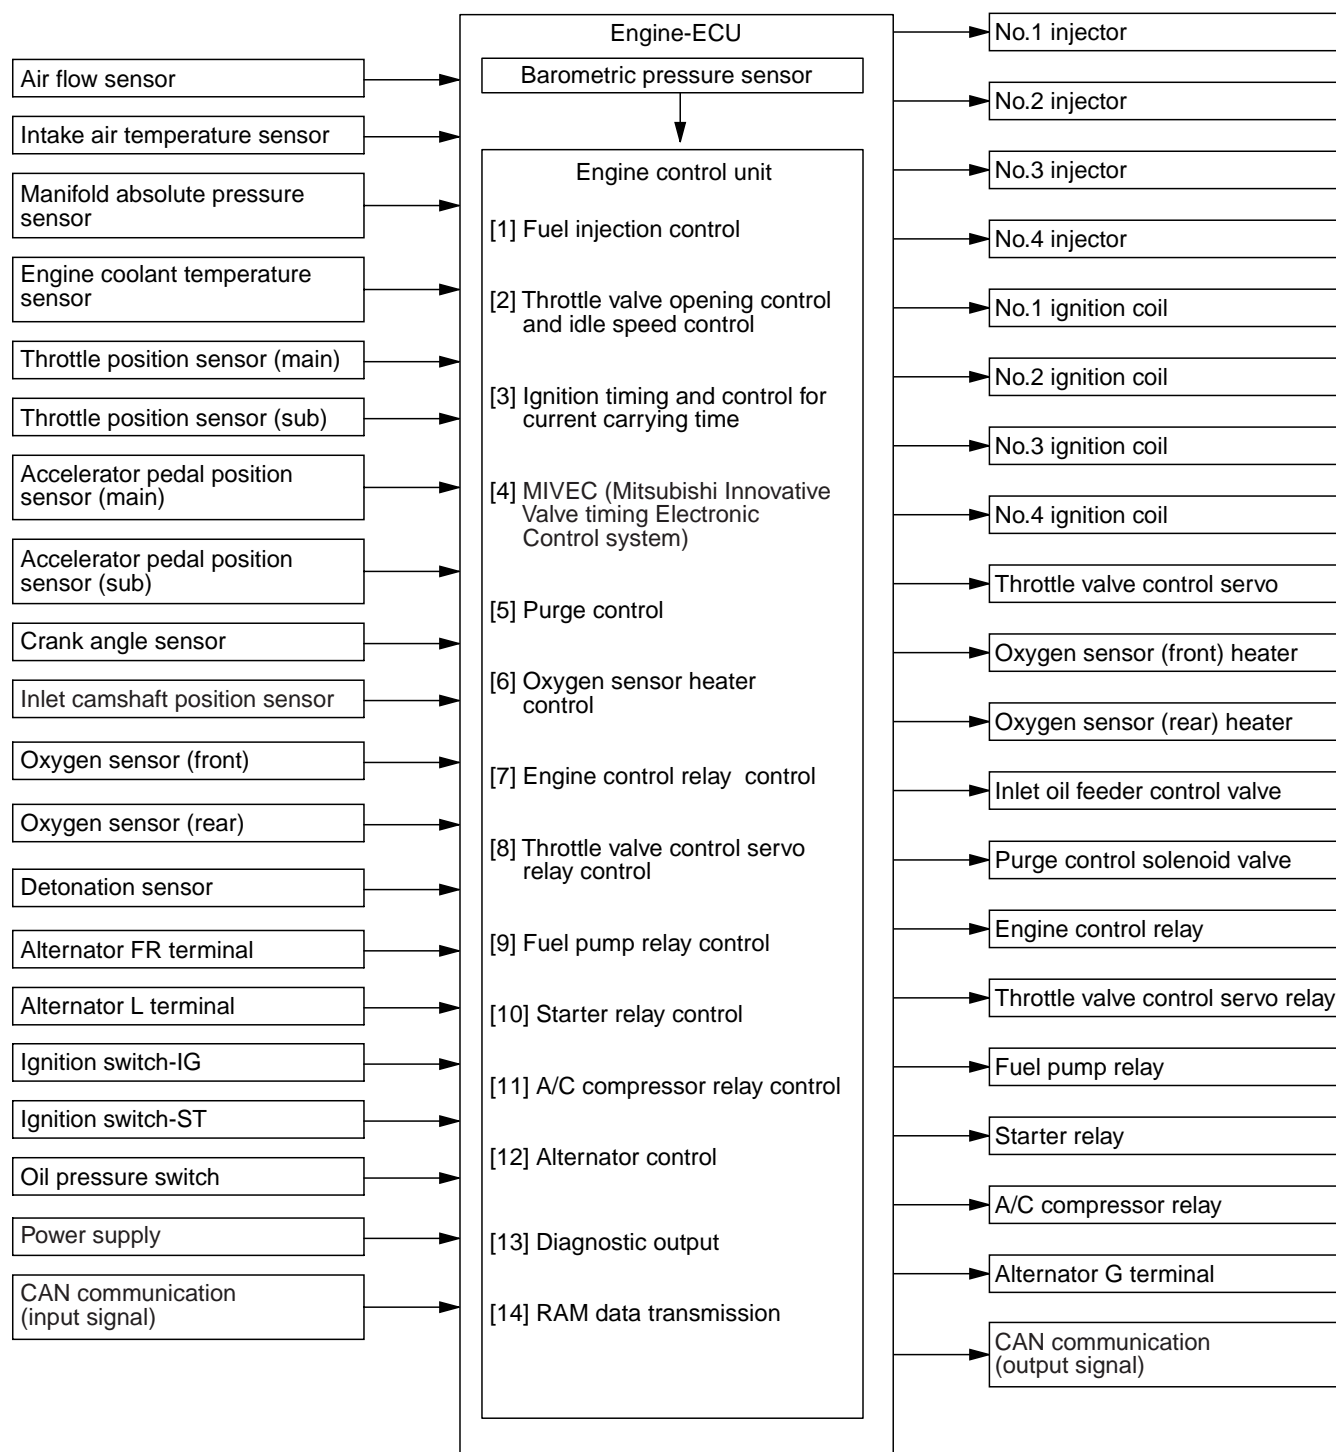 Engine-ECU
Barometric pressure sensor
Air flow sensor
Intake air temperature sensor
Manifold absolute pressure
sensor
Engine coolant temperature
sensor
Throttle position sensor (main)
Throttle position sensor (sub)
Accelerator pedal position
sensor (main)
Accelerator pedal position
sensor (sub)
Crank angle sensor
Inlet camshaft position sensor
Oxygen sensor (front)
Oxygen sensor (rear)
Detonation sensor
Alternator FR terminal
Alternator L terminal
Ignition switch-IG
Ignition switch-ST
Oil pressure switch
Power supply
CAN communication
(input signal)
Engine control unit
[1] Fuel injection control
[2] Throttle valve opening control
and idle speed control
[3] Ignition timing and control for
current carrying time
[4] MIVEC (Mitsubishi Innovative
Valve timing Electronic
Control system)
[5] Purge control
[6] Oxygen sensor heater
control
[7] Engine control relay control
[8] Throttle valve control servo
relay control
[9] Fuel pump relay control
[10] Starter relay control
[11] A/C compressor relay control
[12] Alternator control
[13] Diagnostic output
[14] RAM data transmission
No.1 injector
No.2 injector
No.3 injector
No.4 injector
No.1 ignition coil
No.2 ignition coil
No.3 ignition coil
No.4 ignition coil
Throttle valve control servo
Oxygen sensor (front) heater
Oxygen sensor (rear) heater
Inlet oil feeder control valve
Purge control solenoid valve
Engine control relay
Throttle valve control servo relay
Fuel pump relay
Starter relay
A/C compressor relay
Alternator G terminal
CAN communication
(output signal)